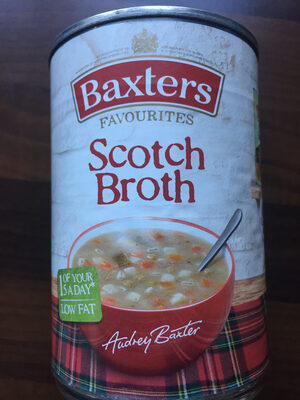 Baxters
FAVOURITES
Scotch
Broth
1 OF YOUR
5 A DAY*
LOW FAT
Audrey Baxter